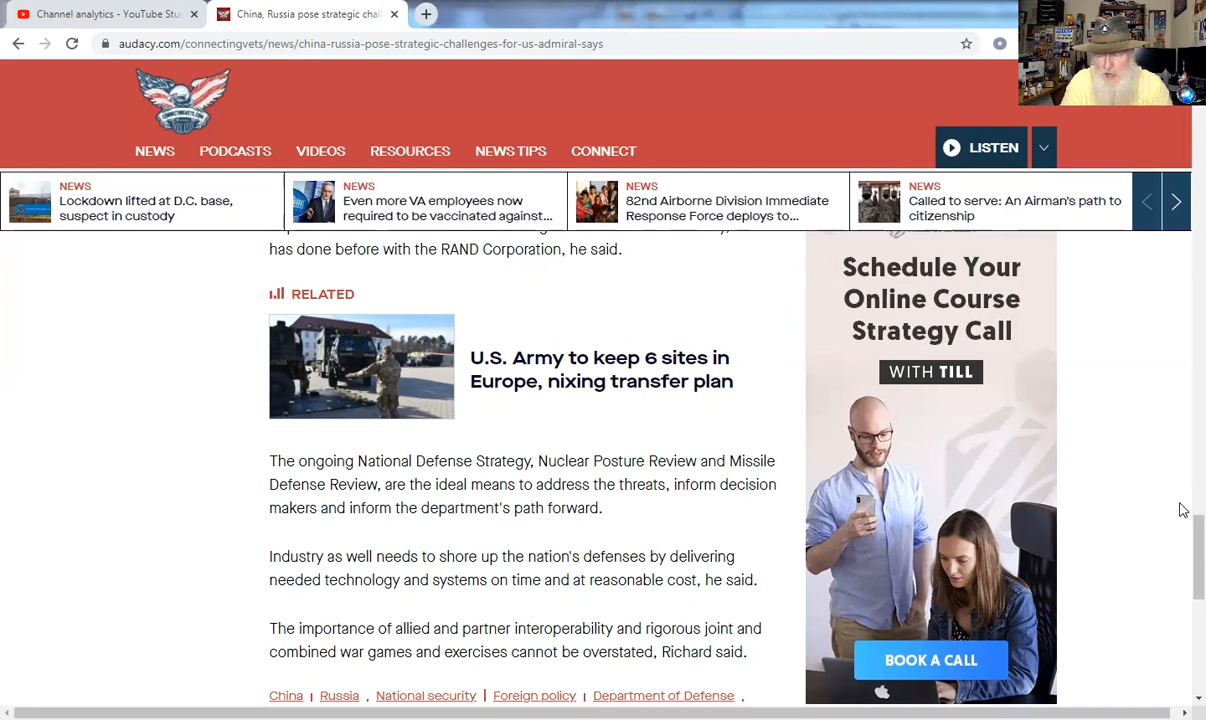 Channel analytics - YouTube Stu
China, Russia pose strategic chal
audacy.com/connectingvets/news/china-russia-pose-strategic-challenges-for-us-admiral-says
CONNECTINGVETS.COM
NEWS
PODCASTS
VIDEOS
RESOURCES
NEWS TIPS
CONNECT
LISTEN
NEWS
Lockdown lifted at D.C. base,
suspect in custody
NEWS
Even more VA employees now
required to be vaccinated against...
NEWS
82nd Airborne Division Immediate
Response Force deploys to...
NEWS
Called to serve: An Airman's path to
citizenship
has done before with the RAND Corporation, he said.
RELATED
U.S. Army to keep 6 sites in
Europe, nixing transfer plan
The ongoing National Defense Strategy, Nuclear Posture Review and Missile
Defense Review, are the ideal means to address the threats, inform decision
makers and inform the department's path forward.
Industry as well needs to shore up the nation's defenses by delivering
needed technology and systems on time and at reasonable cost, he said.
The importance of allied and partner interoperability and rigorous joint and
combined war games and exercises cannot be overstated, Richard said.
China | Russia , National security | Foreign policy | Department of Defense ,
Schedule Your
Online Course
Strategy Call
WITH TILL
BOOK A CALL